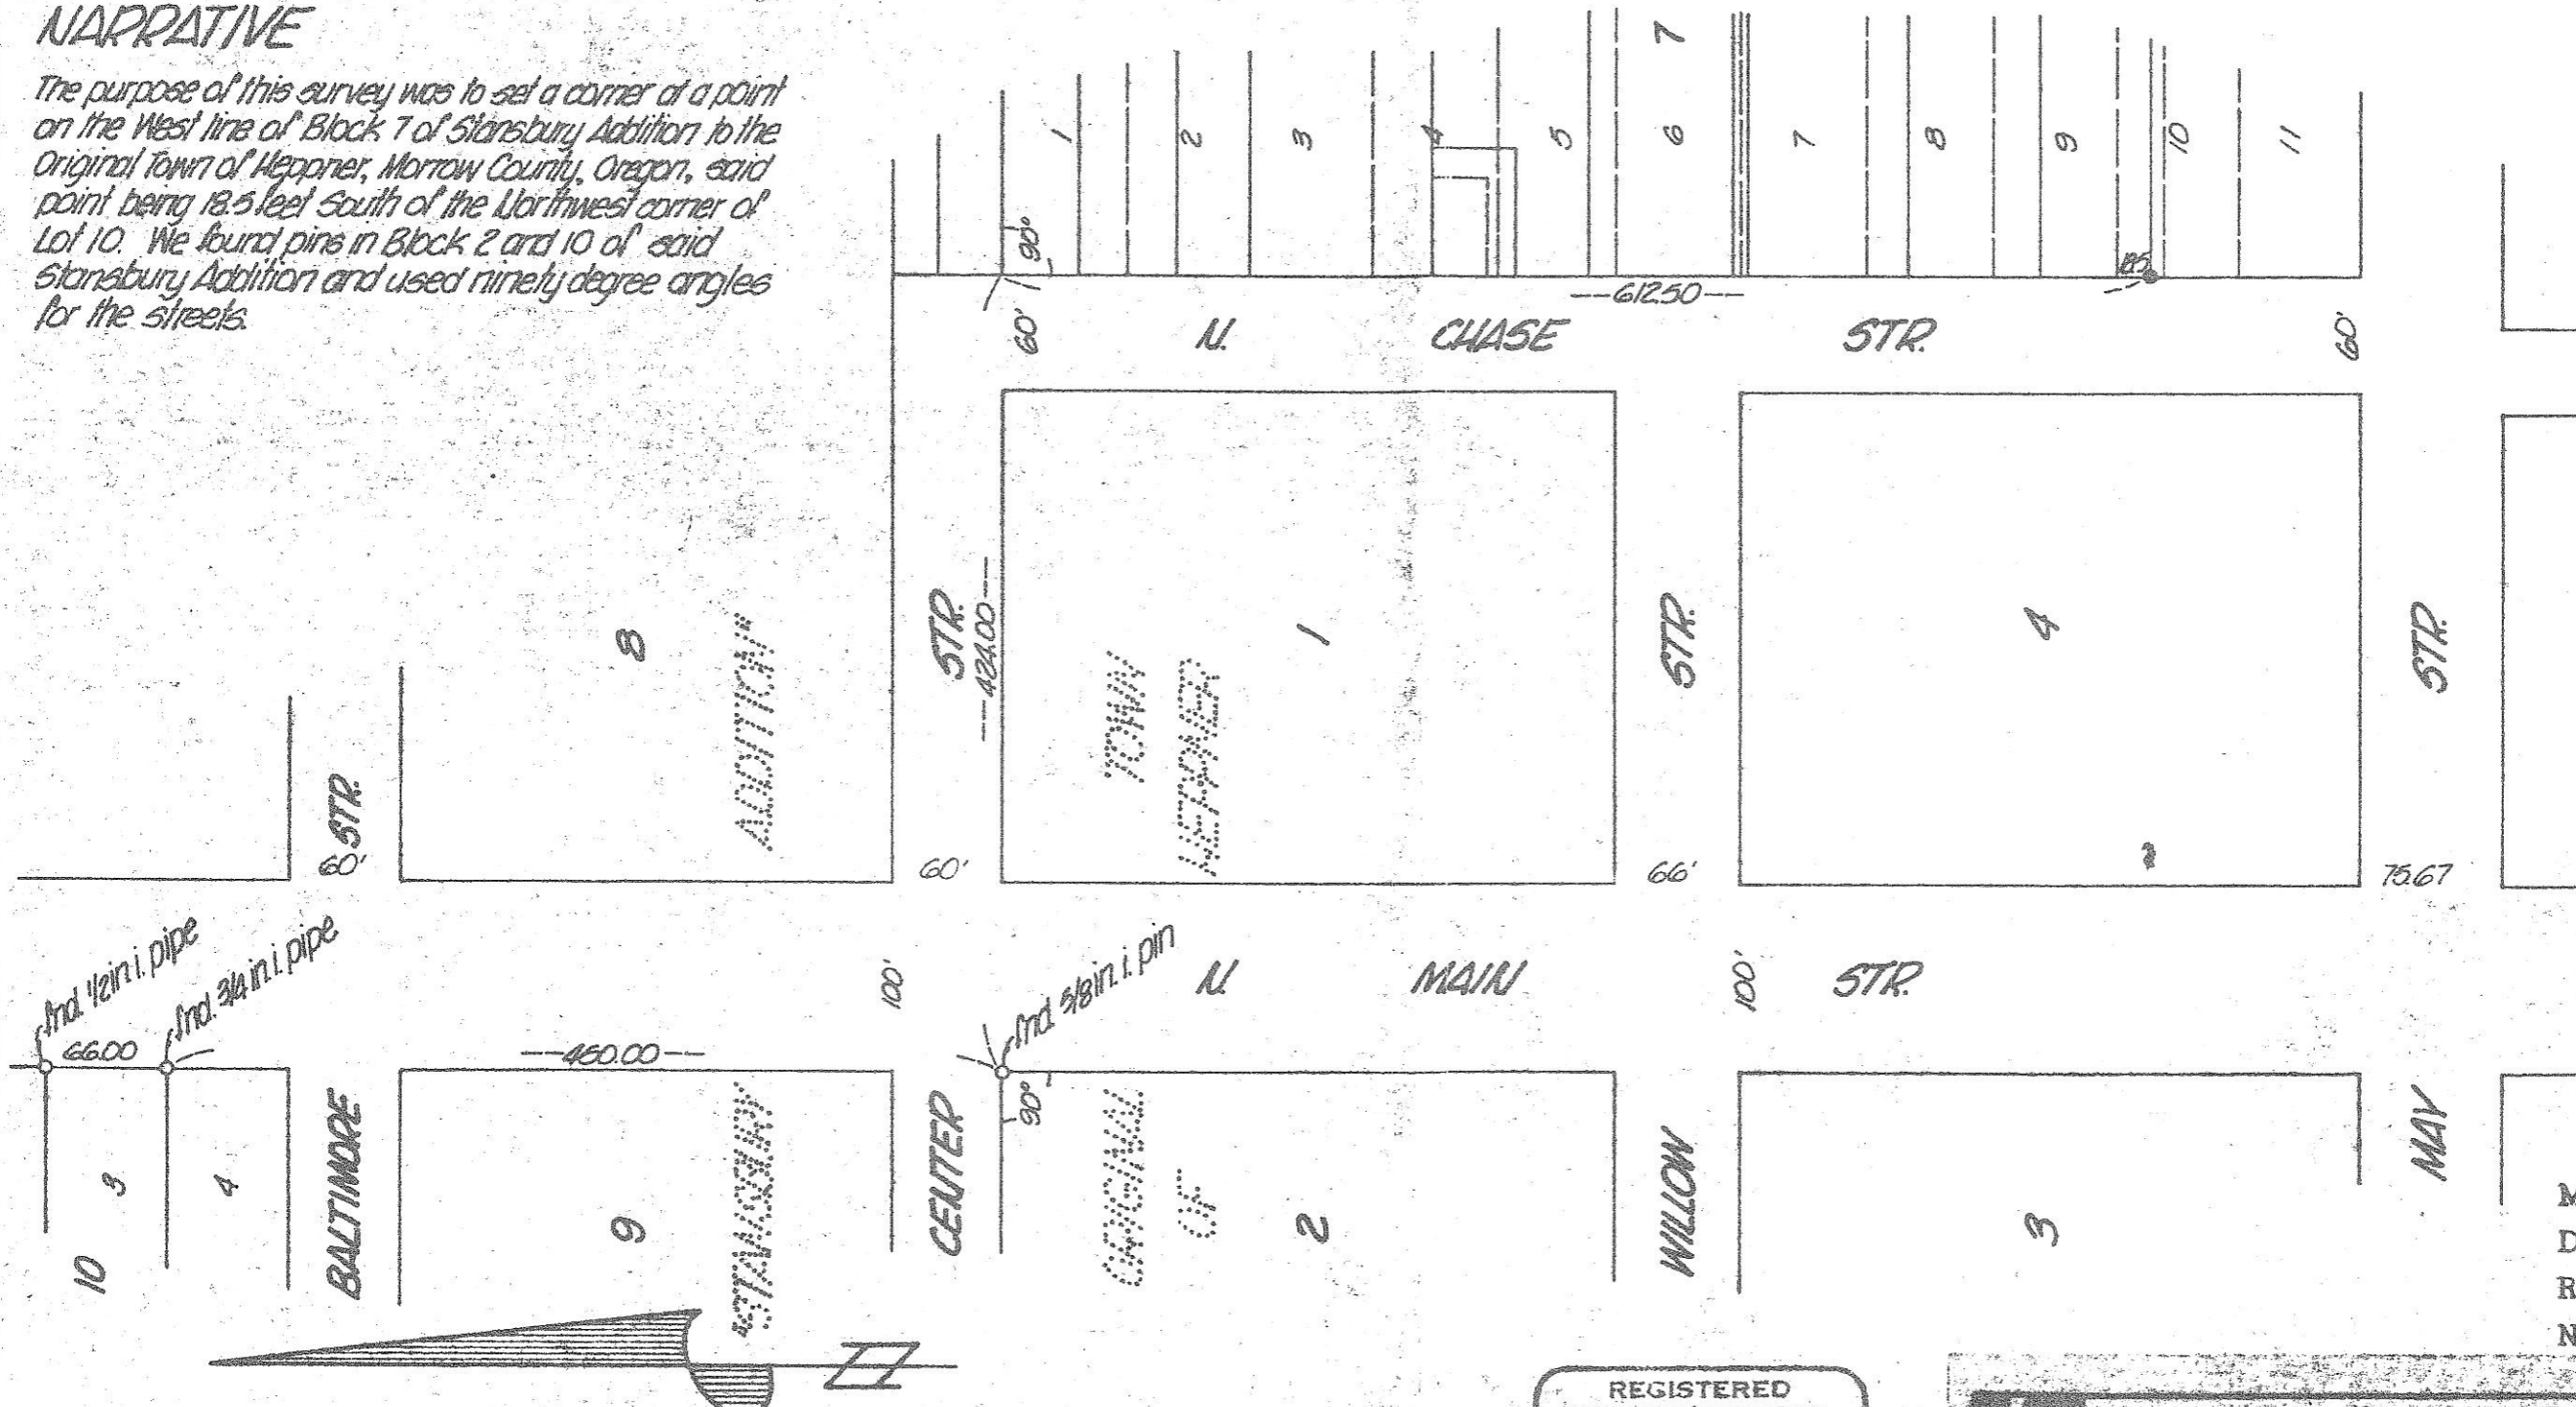 NARRATIVE
The purpose of this survey was to set a corner at a point
on the West line of Block 7 of Stansbury Addition to the
Original Town of Heppner, Morrow County, Oregon, said
point being 18.5 feet South of the Northwest corner of
Lot 10. We found pins in Block 2 and 10 of said
Stansbury Addition and used ninety degree angles
for the streets.
7
1
2
3
4
5
6
7
8
9
10
11
90°
18.5
---612.50---
60'
N. CHASE STR.
60'
8
ADDITION"
STR.
---424.00---
TOWN
HEPPNER
1
STR.
4
STR.
STR.
60'
60'
66'
75.67
fnd. 1/2 in i. pipe
fnd. 3/4 in i. pipe
100'
fnd. 5/8 in. i. pin
N. MAIN STR.
100'
66.00
---460.00---
90°
3
4
10
BALTIMORE
9
"STANSBURY
CENTER
ORIGINAL
OF
2
WILLOW
3
MAY
M
D
R
N
N
REGISTERED